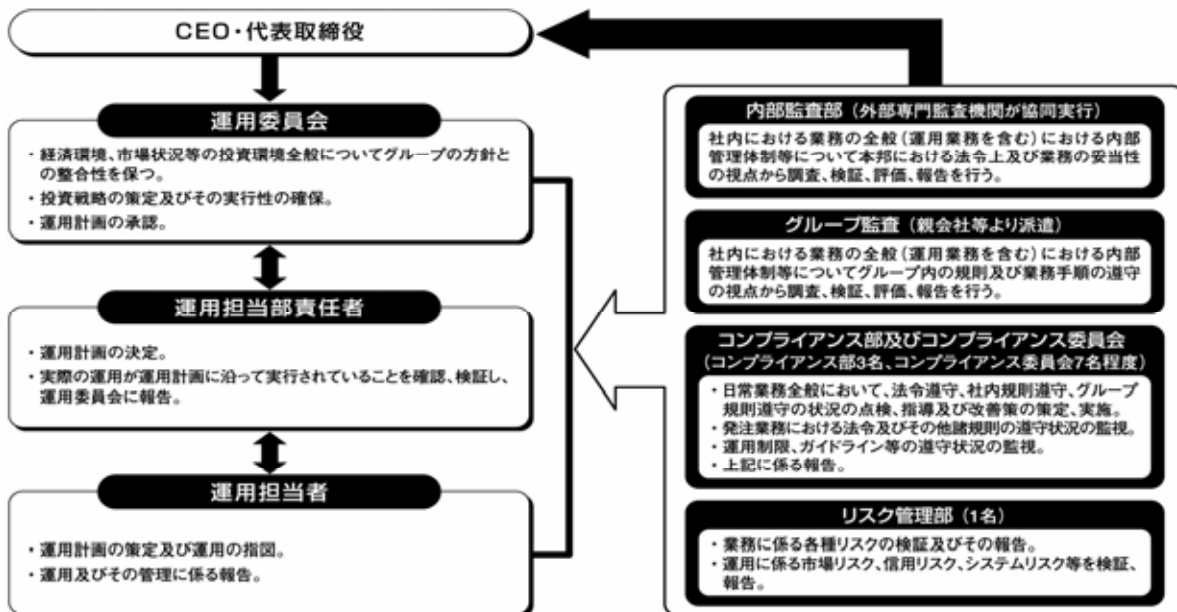 CEO・代表取締役
運用委員会
・経済環境、市場状況等の投資環境全般についてグループの方針と
の整合性を保つ。
・投資戦略の策定及びその実行性の確保。
・運用計画の承認。
運用担当部責任者
・運用計画の決定。
・実際の運用が運用計画に沿って実行されていることを確認、検証し、
運用委員会に報告。
運用担当者
・運用計画の策定及び運用の指図。
・運用及びその管理に係る報告。
内部監査部（外部専門監査機関が協同実行）
社内における業務の全般（運用業務を含む）における内部
管理体制等について本邦における法令上及び業務の妥当性
の視点から調査、検証、評価、報告を行う。
グループ監査（親会社等より派遣）
社内における業務の全般（運用業務を含む）における内部
管理体制等についてグループ内の規則及び業務手順の遵守
の視点から調査、検証、評価、報告を行う。
コンプライアンス部及びコンプライアンス委員会
（コンプライアンス部3名、コンプライアンス委員会7名程度）
・日常業務全般において、法令遵守、社内規則遵守、グループ
規則遵守の状況の点検、指導及び改善策の策定、実施。
・発注業務における法令及びその他諸規則の遵守状況の監視。
・運用制限、ガイドライン等の遵守状況の監視。
・上記に係る報告。
リスク管理部（1名）
・業務に係る各種リスクの検証及びその報告。
・運用に係る市場リスク、信用リスク、システムリスク等を検証、
報告。